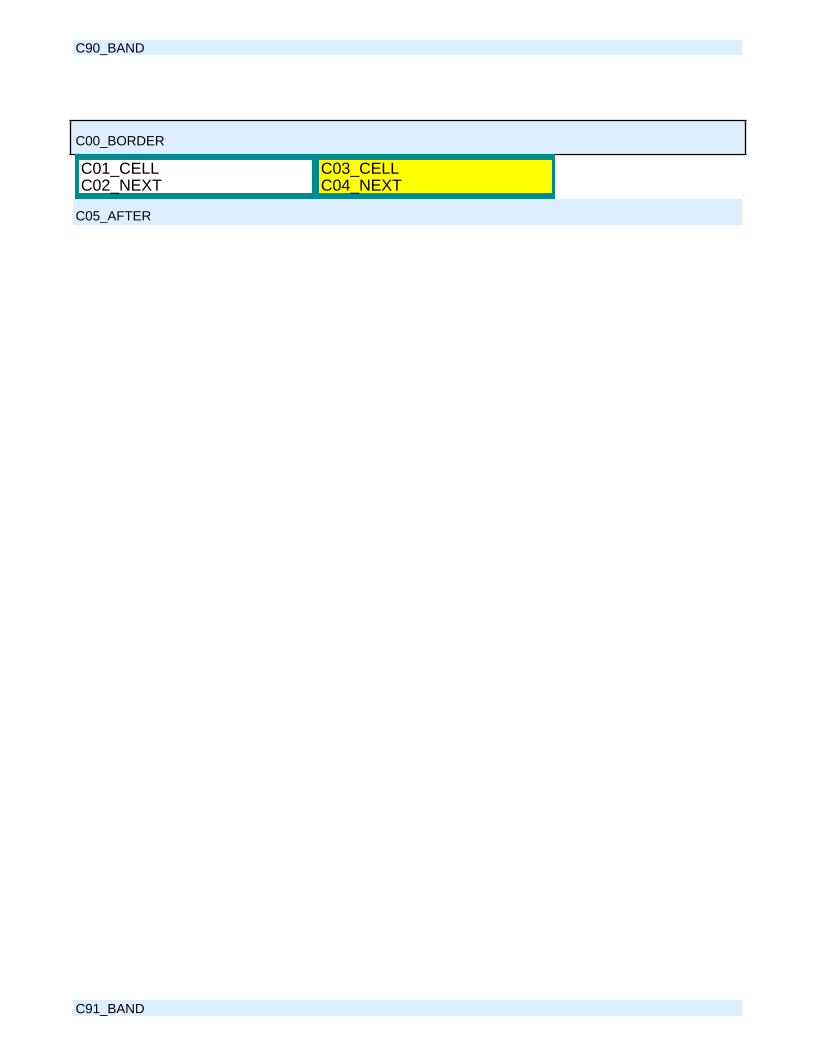 C90_BAND
C00_BORDER
C01_CELL
C02_NEXT
C03_CELL
C04_NEXT
C05_AFTER
C91_BAND